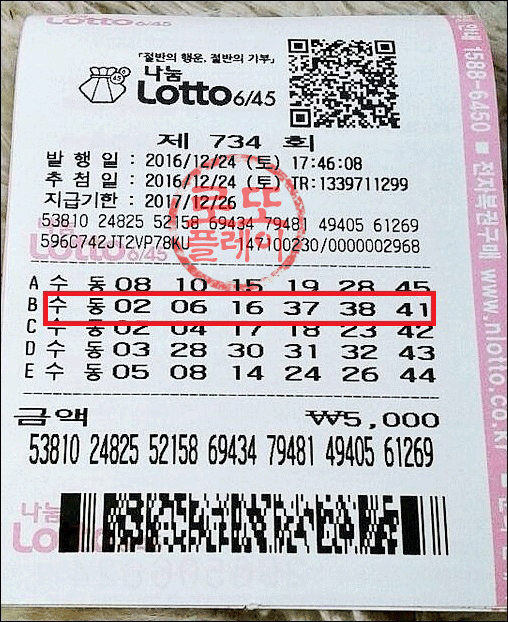 「절반의 행운, 절반의 기부」
나눔
Lotto 6/45
제 734 회
발 행 일 : 2016/12/24 (토) 17:46:08
추 첨 일 : 2016/12/24 (토) TR:1339711299
지급기한 : 2017/12/26
53810 24825 52158 69434 79481 49405 61269
596C742JT2VP78KU 147100230/0000002968
로또
플레이
A 수 동 08 10 15 19 28 45
B 수 동 02 06 16 37 38 41
C 수 동 02 04 17 18 23 42
D 수 동 03 28 30 31 32 43
E 수 동 05 08 14 24 26 44
금액 ₩5,000
53810 24825 52158 69434 79481 49405 61269
나눔
Lotto
1588-6450
전자복권구매
www.nlotto.co.kr